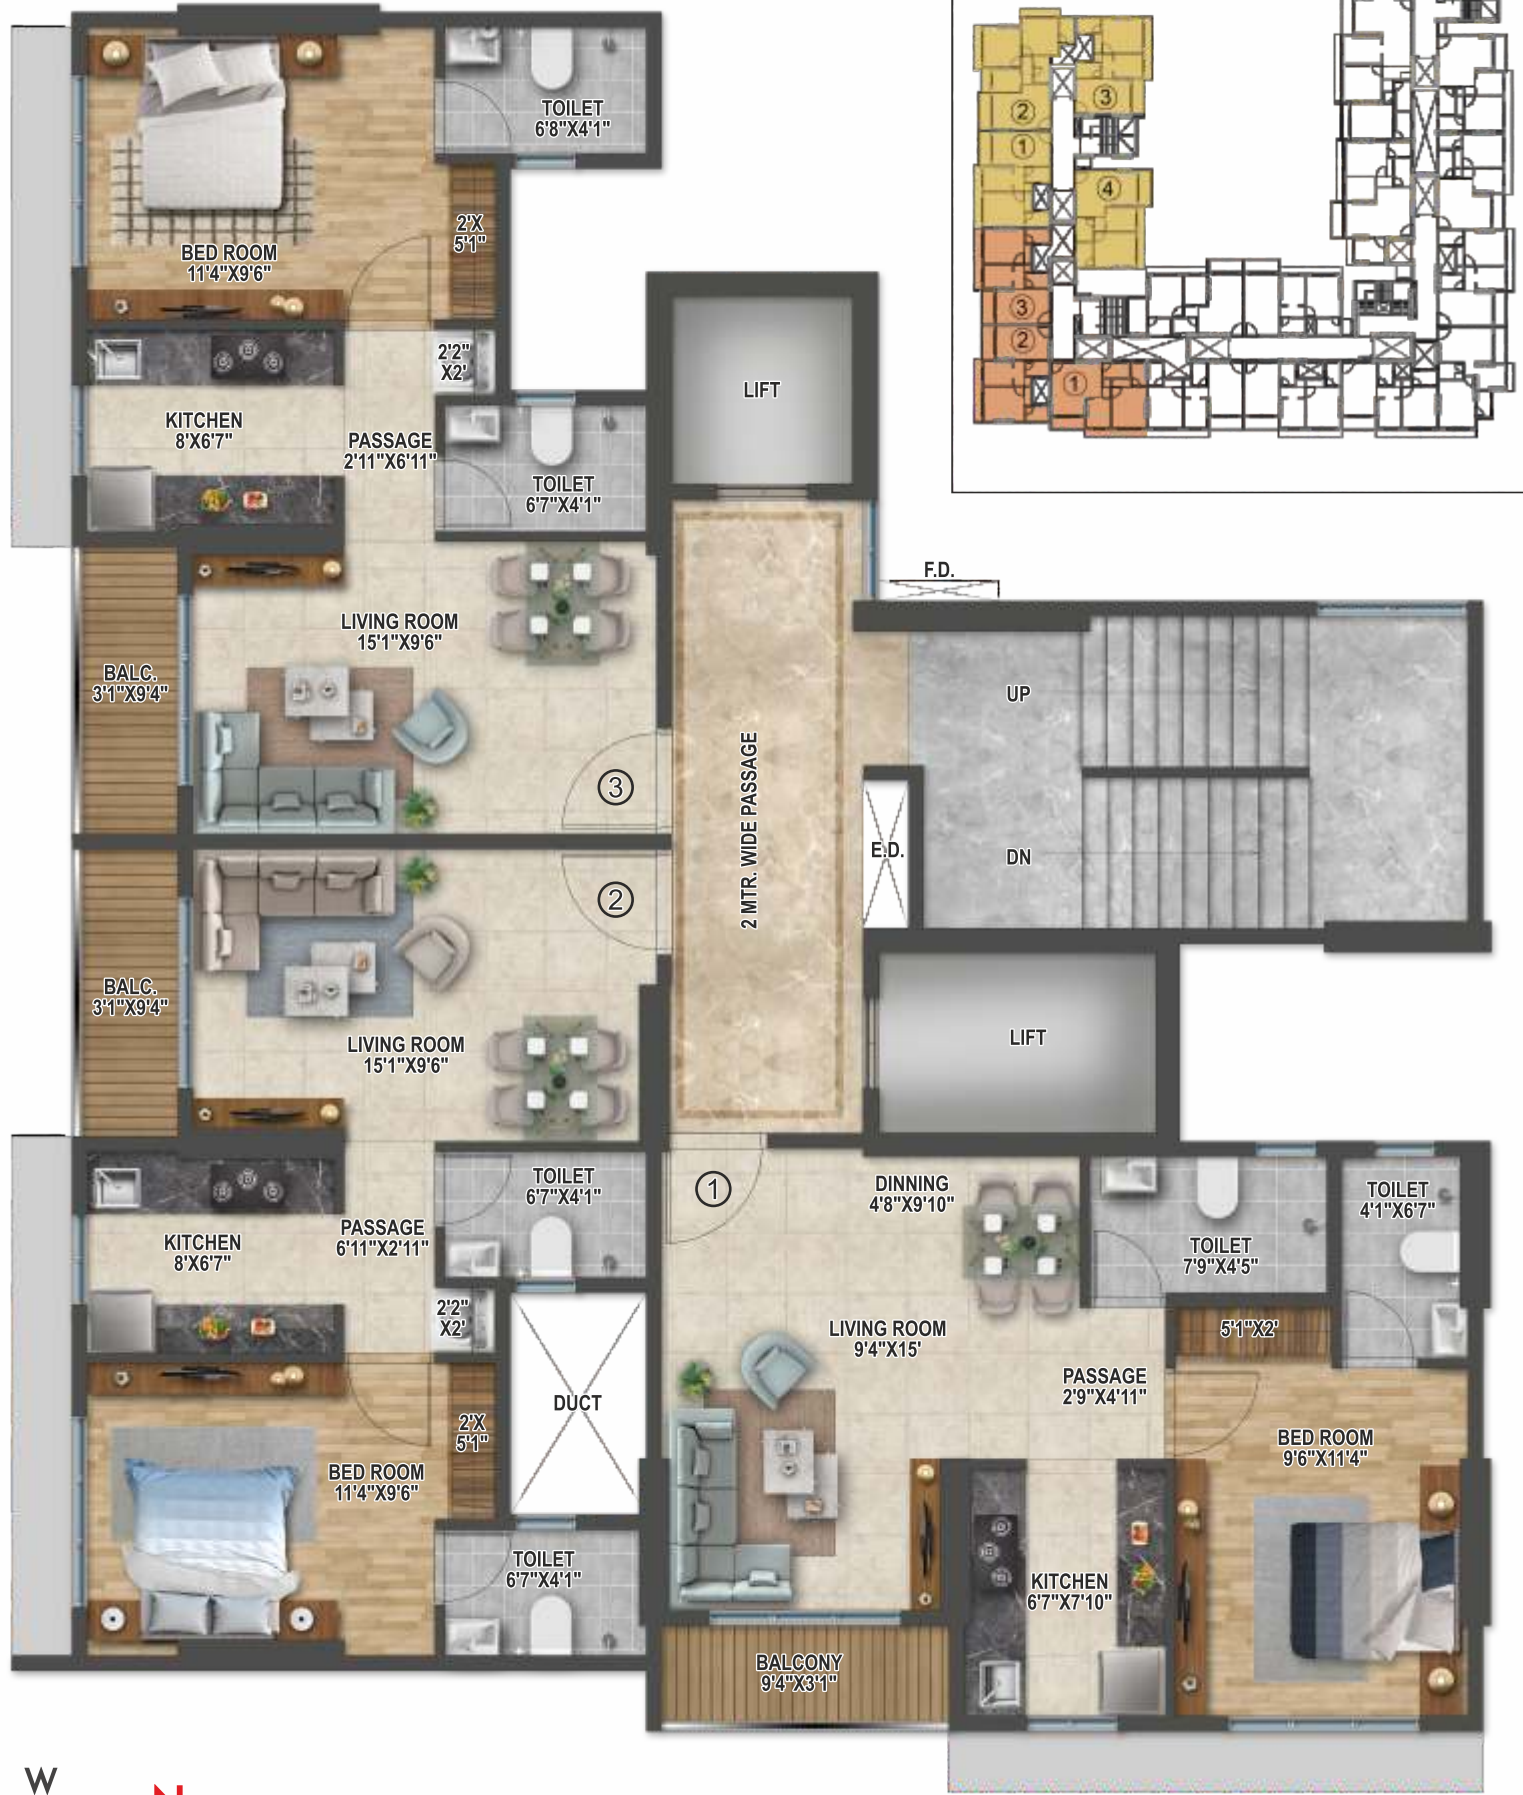 TOILET
6'8"X4'1"
2'X
5'1"
BED ROOM
11'4"X9'6"
2'2"
X2'
KITCHEN
8'X6'7"
PASSAGE
2'11"X6'11"
TOILET
6'7"X4'1"
LIFT
2
3
1
4
3
2
1
F.D.
LIVING ROOM
15'1"X9'6"
BALC.
3'1"X9'4"
UP
3
2 MTR. WIDE PASSAGE
E.D.
DN
2
BALC.
3'1"X9'4"
LIVING ROOM
15'1"X9'6"
LIFT
TOILET
6'7"X4'1"
1
DINNING
4'8"X9'10"
TOILET
4'1"X6'7"
KITCHEN
8'X6'7"
PASSAGE
6'11"X2'11"
TOILET
7'9"X4'5"
2'2"
X2'
LIVING ROOM
9'4"X15'
5'1"X2'
PASSAGE
2'9"X4'11"
DUCT
2'X
5'1"
BED ROOM
11'4"X9'6"
BED ROOM
9'6"X11'4"
TOILET
6'7"X4'1"
KITCHEN
6'7"X7'10"
BALCONY
9'4"X3'1"
W